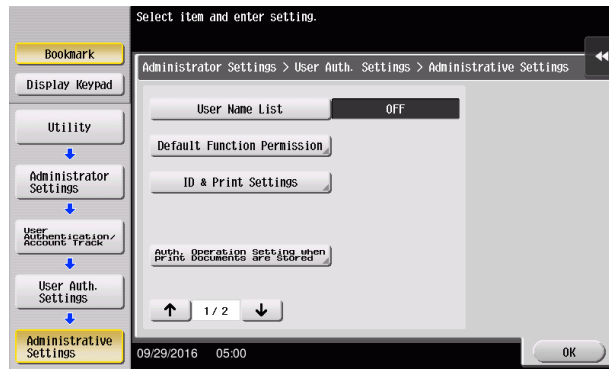 Select item and enter setting.
Bookmark
Display Keypad
Utility
Administrator
Settings
User
Authentication/
Account Track
User Auth.
Settings
Administrative
Settings
Administrator Settings > User Auth. Settings > Administrative Settings
User Name List OFF
Default Function Permission
ID & Print Settings
Auth. Operation Setting when
print Documents are Stored
1/ 2
09/29/2016 05:00
OK